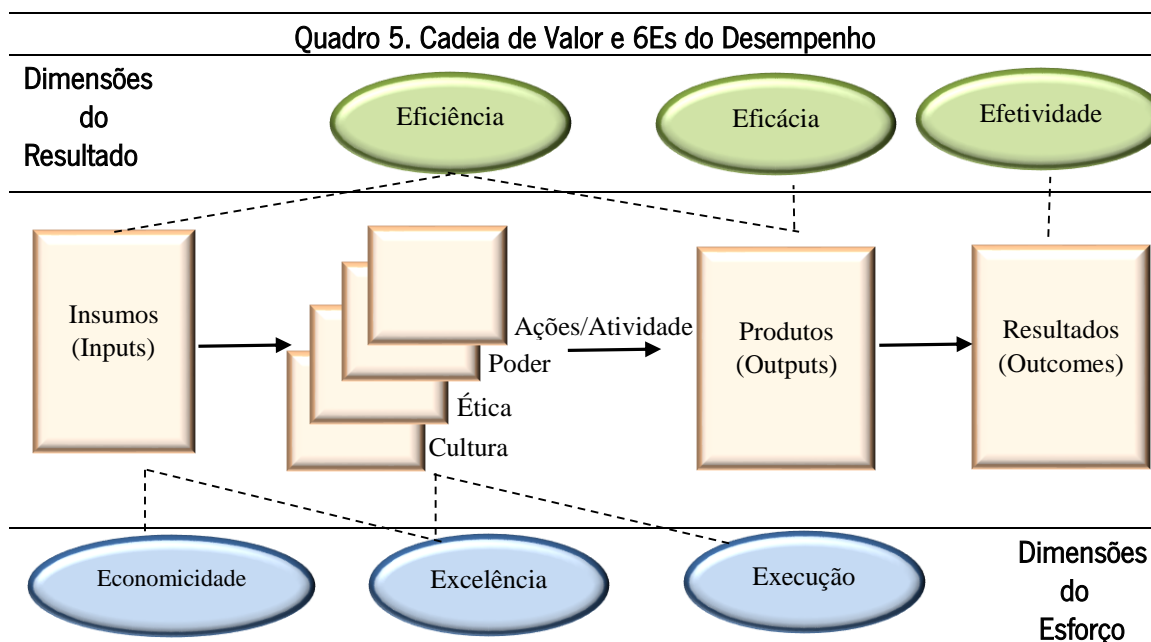 Quadro 5. Cadeia de Valor e 6Es do Desempenho
Dimensões
do
Resultado
Eficiência
Eficácia
Efetividade
Insumos
(Inputs)
Ações/Atividade
Poder
Ética
Cultura
Produtos
(Outputs)
Resultados
(Outcomes)
Economicidade
Excelência
Execução
Dimensões
do
Esforço